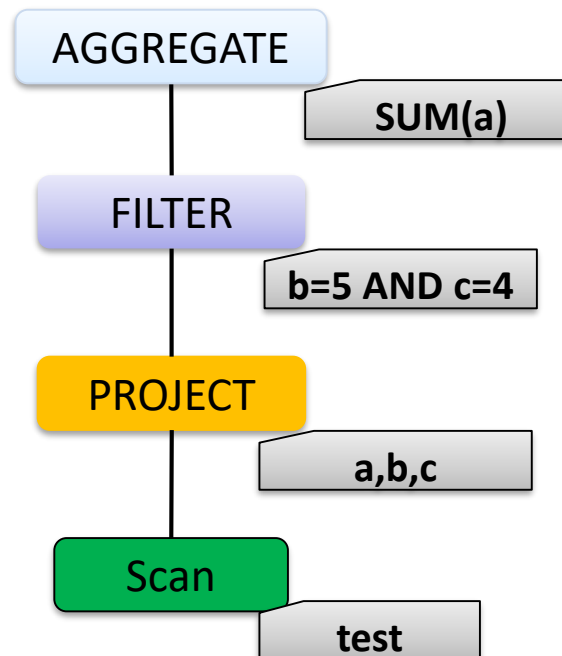 AGGREGATE
SUM(a)
FILTER
b=5 AND c=4
PROJECT
a,b,c
Scan
test